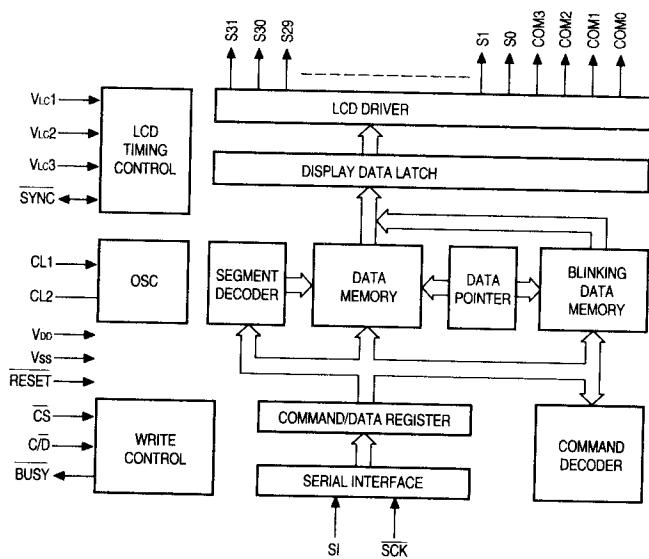 S31 S30 S29 S1 S0 COM3 COM2 COM1 COM0
LCD DRIVER
VLC1
VLC2
VLC3
SYNC
LCD
TIMING
CONTROL
DISPLAY DATA LATCH
CL1
CL2
OSC
SEGMENT
DECODER
DATA
MEMORY
DATA
POINTER
BLINKING
DATA
MEMORY
VDD
VSS
RESET
CS
C/D
BUSY
WRITE
CONTROL
COMMAND/DATA REGISTER
COMMAND
DECODER
SERIAL INTERFACE
SI SCK